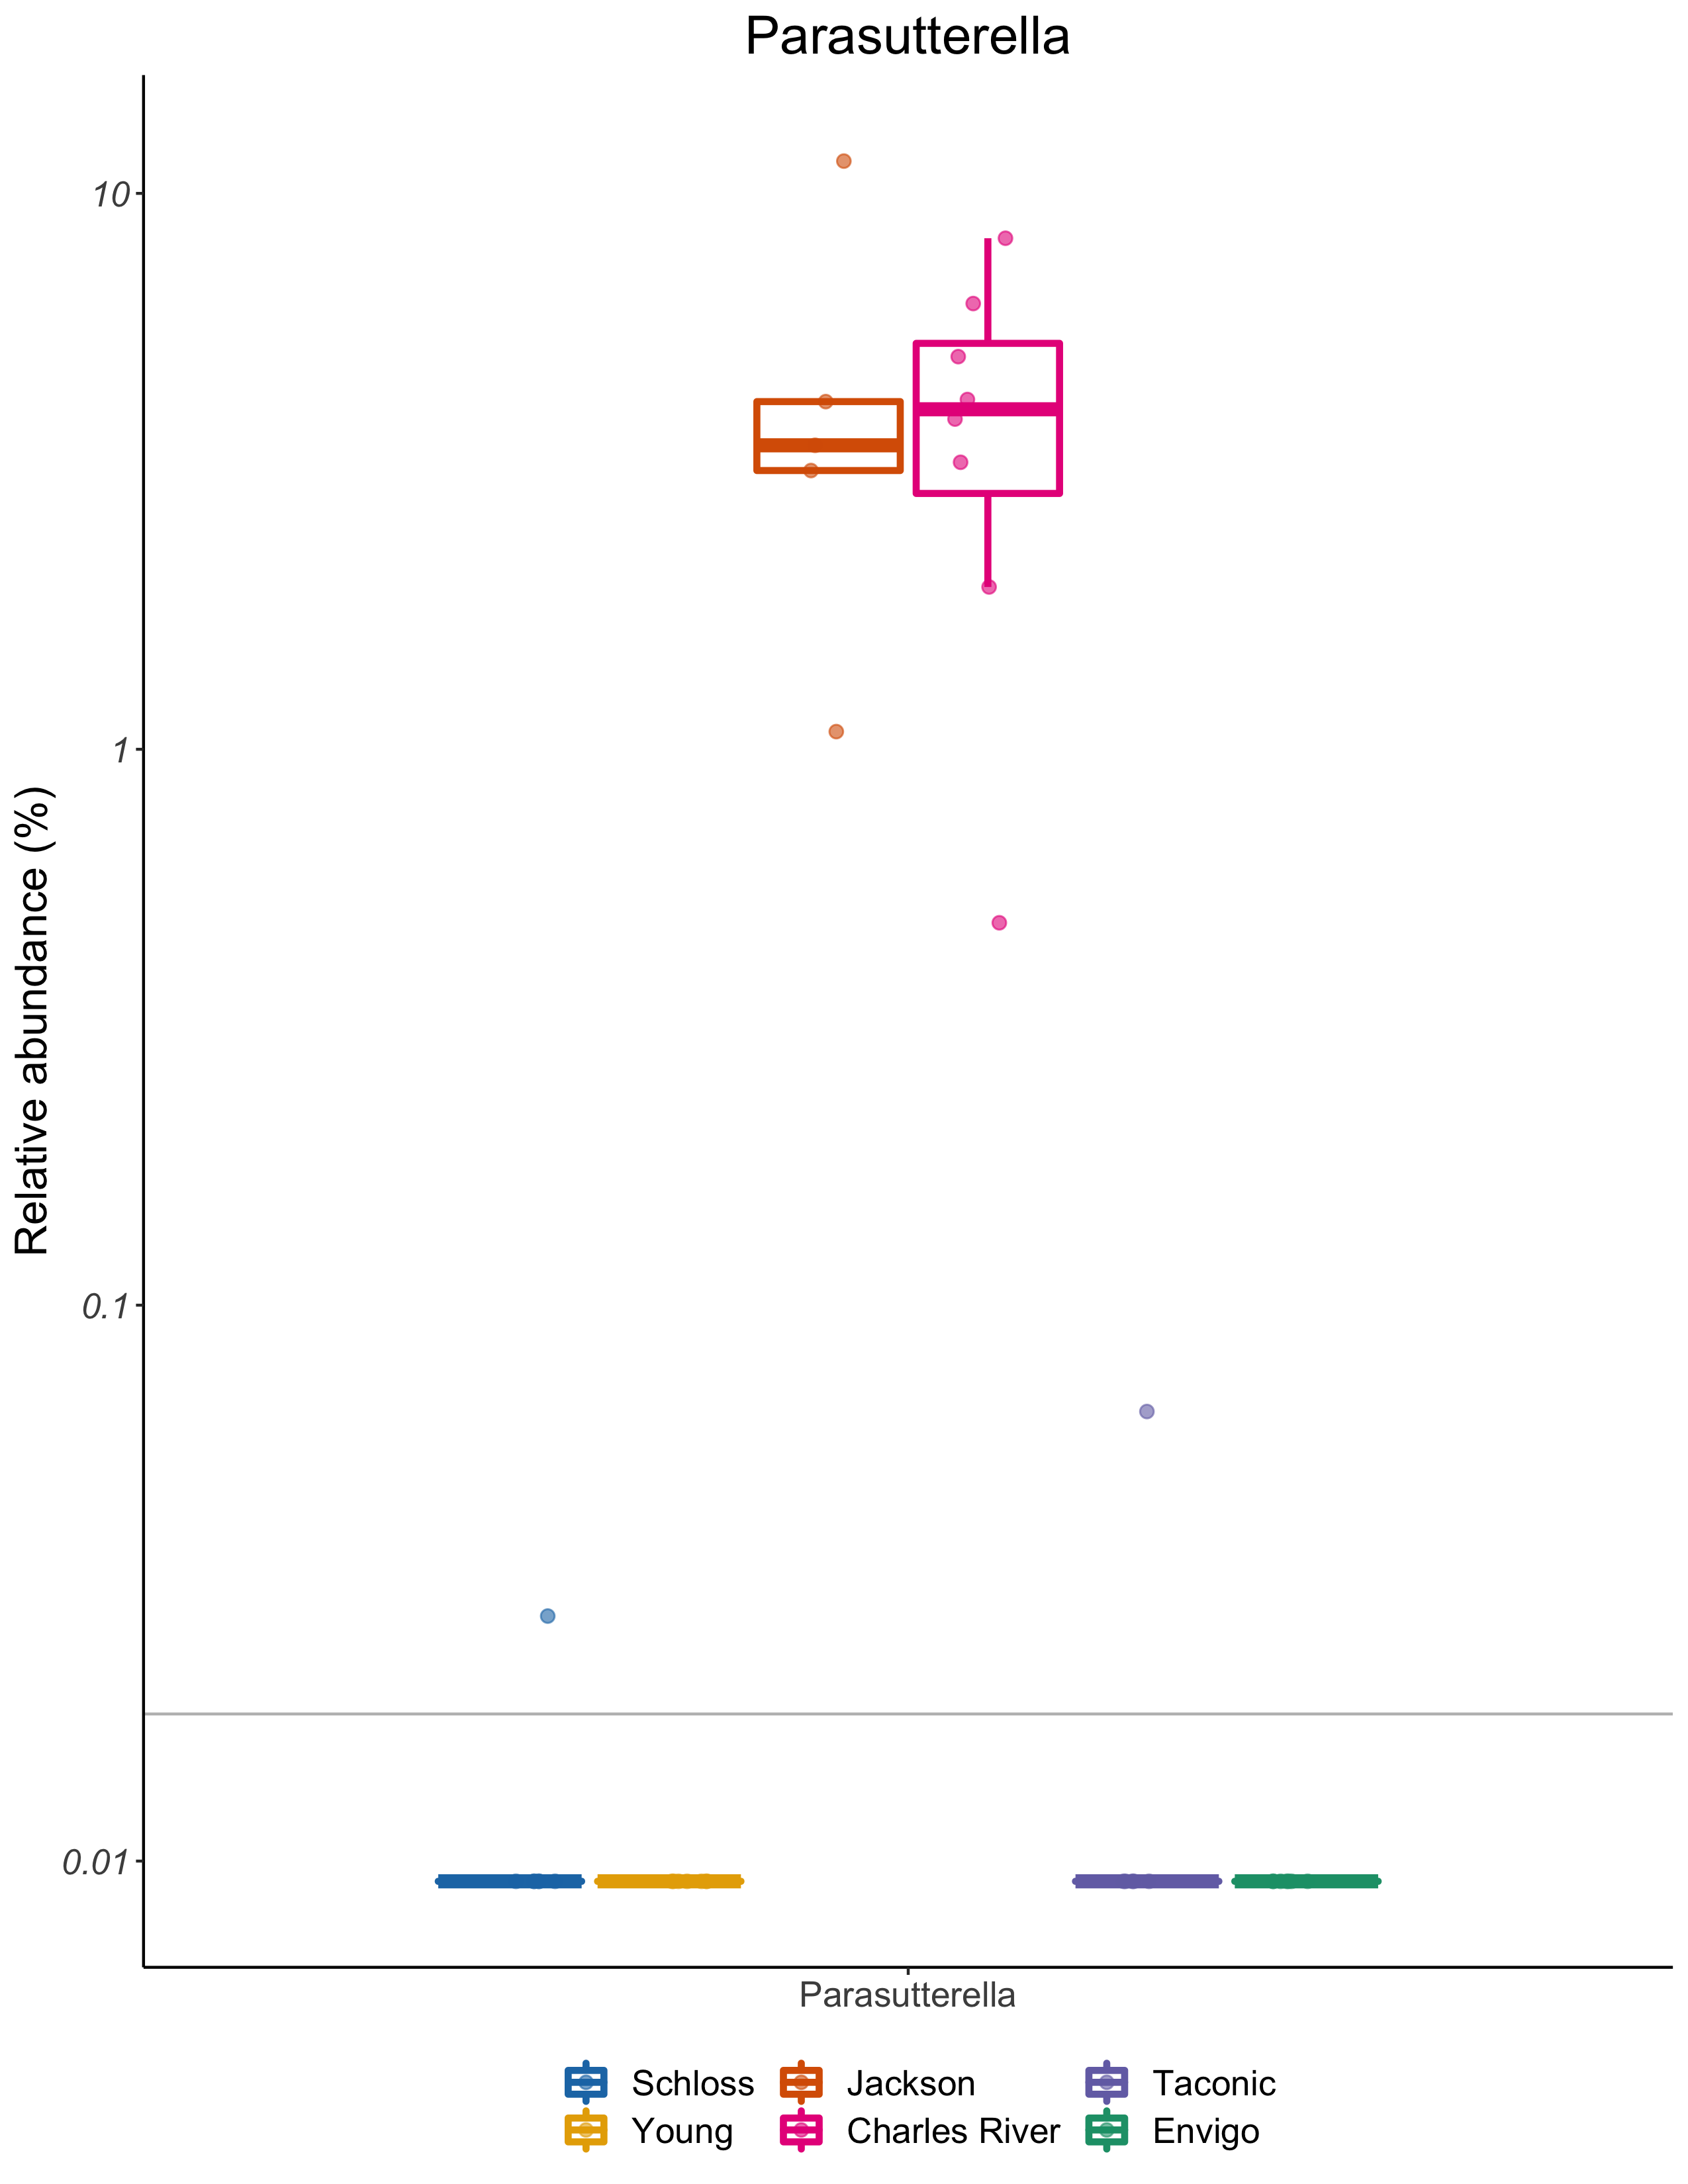 Parasutterella
10
1
0.1
0.01
Relative abundance (%)
Parasutterella
Schloss
Jackson
Taconic
Young
Charles River
Envigo